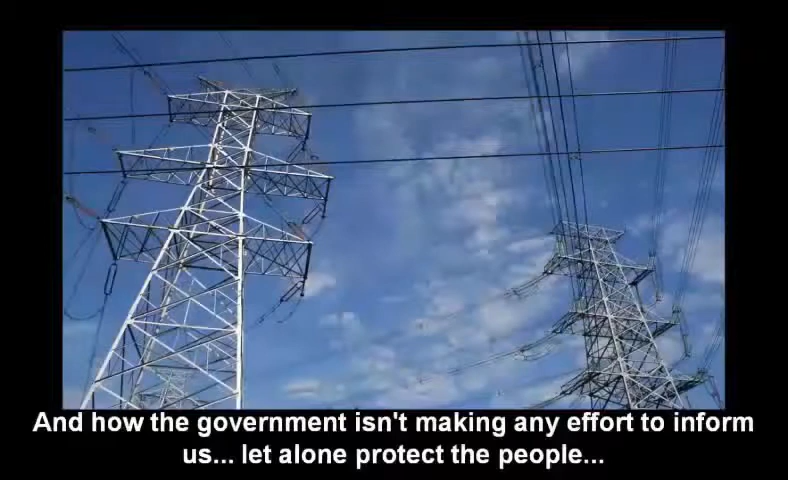 And how the government isn't making any effort to inform
us... let alone protect the people...